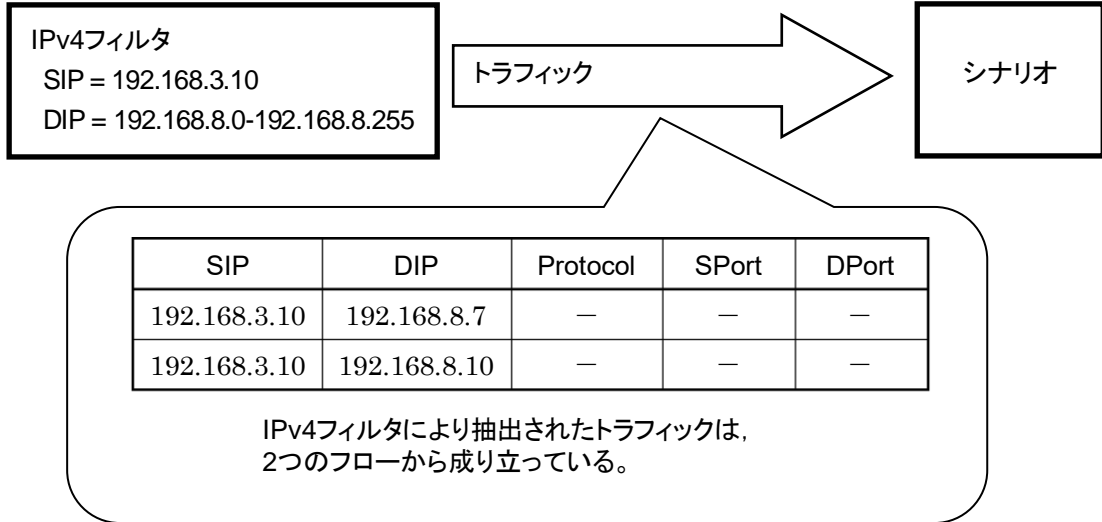 IPv4フィルタ
SIP = 192.168.3.10
DIP = 192.168.8.0-192.168.8.255
トラフィック
シナリオ
SIP DIP Protocol SPort DPort
192.168.3.10 192.168.8.7 － － －
192.168.3.10 192.168.8.10 － － －
IPv4フィルタにより抽出されたトラフィックは，
2つのフローから成り立っている。